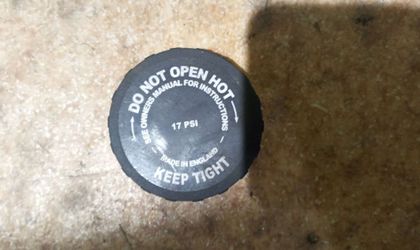 DO NOT OPEN HOT
SEE OWNERS MANUAL FOR INSTRUCTIONS
17 PSI
MADE IN ENGLAND
KEEP TIGHT